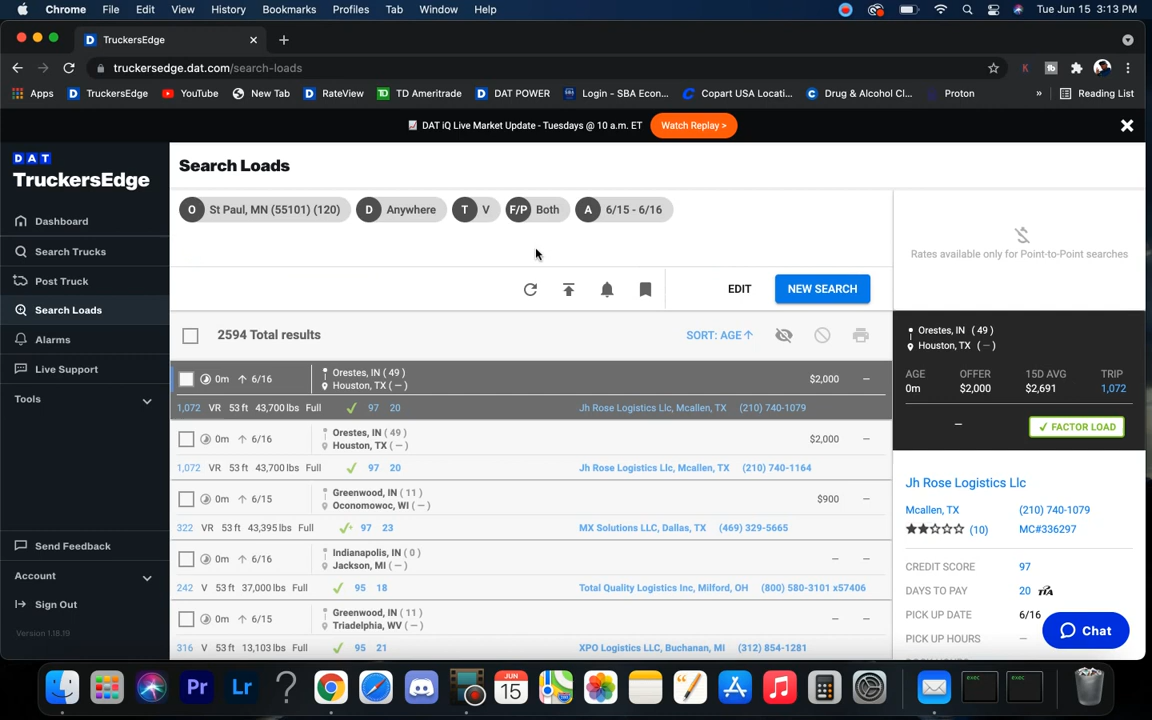 Chrome File Edit View History Bookmarks Profiles Tab Window Help Tue Jun 15 3:13 PM
D TruckersEdge
truckersedge.dat.com/search-loads
Apps D TruckersEdge YouTube New Tab D RateView TD TD Ameritrade D DAT POWER Login - SBA Econ... Copart USA Locati... Drug & Alcohol Cl... Proton » Reading List
DAT iQ Live Market Update - Tuesdays @ 10 a.m. ET Watch Replay >
DAT
TruckersEdge
Dashboard
Search Trucks
Post Truck
Search Loads
Alarms
Live Support
Tools
Send Feedback
Account
Sign Out
Version 1.18.19
Search Loads
O St Paul, MN (55101) (120) D Anywhere T V F/P Both A 6/15 - 6/16
EDIT NEW SEARCH
2594 Total results SORT: AGE
0m 6/16 Orestes, IN ( 49 ) $2,000 –
Houston, TX ( – )
1,072 VR 53 ft 43,700 lbs Full 97 20 Jh Rose Logistics Llc, Mcallen, TX (210) 740-1079
0m 6/16 Orestes, IN ( 49 ) $2,000 –
Houston, TX ( – )
1,072 VR 53 ft 43,700 lbs Full 97 20 Jh Rose Logistics Llc, Mcallen, TX (210) 740-1164
0m 6/15 Greenwood, IN ( 11 ) $900 –
Oconomowoc, WI ( – )
322 VR 53 ft 43,395 lbs Full 97 23 MX Solutions LLC, Dallas, TX (469) 329-5665
0m 6/16 Indianapolis, IN ( 0 ) – –
Jackson, MI ( – )
242 V 53 ft 37,000 lbs Full 95 18 Total Quality Logistics Inc, Milford, OH (800) 580-3101 x57406
0m 6/15 Greenwood, IN ( 11 ) – –
Triadelphia, WV ( – )
316 V 53 ft 13,103 lbs Full 95 21 XPO Logistics LLC, Buchanan, MI (312) 854-1281
Rates available only for Point-to-Point searches
Orestes, IN ( 49 )
Houston, TX ( – )
AGE OFFER 15D AVG TRIP
0m $2,000 $2,691 1,072
– FACTOR LOAD
Jh Rose Logistics Llc
Mcallen, TX (210) 740-1079
(10) MC#336297
CREDIT SCORE 97
DAYS TO PAY 20 TIA
PICK UP DATE 6/16
PICK UP HOURS –
Chat
Pr Lr ? JUN 15 exec exec